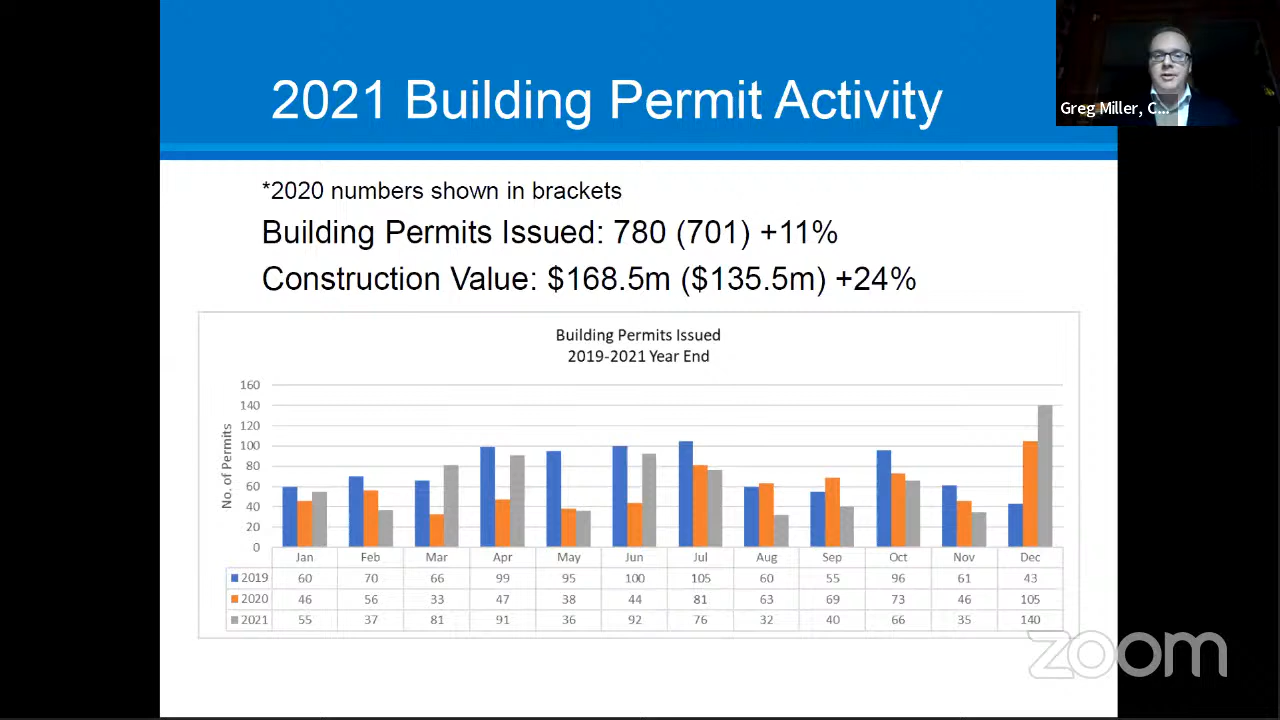 2021 Building Permit Activity
Greg Miller, C...
*2020 numbers shown in brackets
Building Permits Issued: 780 (701) +11%
Construction Value: $168.5m ($135.5m) +24%
Building Permits Issued
2019-2021 Year End
No. of Permits
160
140
120
100
80
60
40
20
0
Jan Feb Mar Apr May Jun Jul Aug Sep Oct Nov Dec
2019 60 70 66 99 95 100 105 60 55 96 61 43
2020 46 56 33 47 38 44 81 63 69 73 46 105
2021 55 37 81 91 36 92 76 32 40 66 35 140
zoom